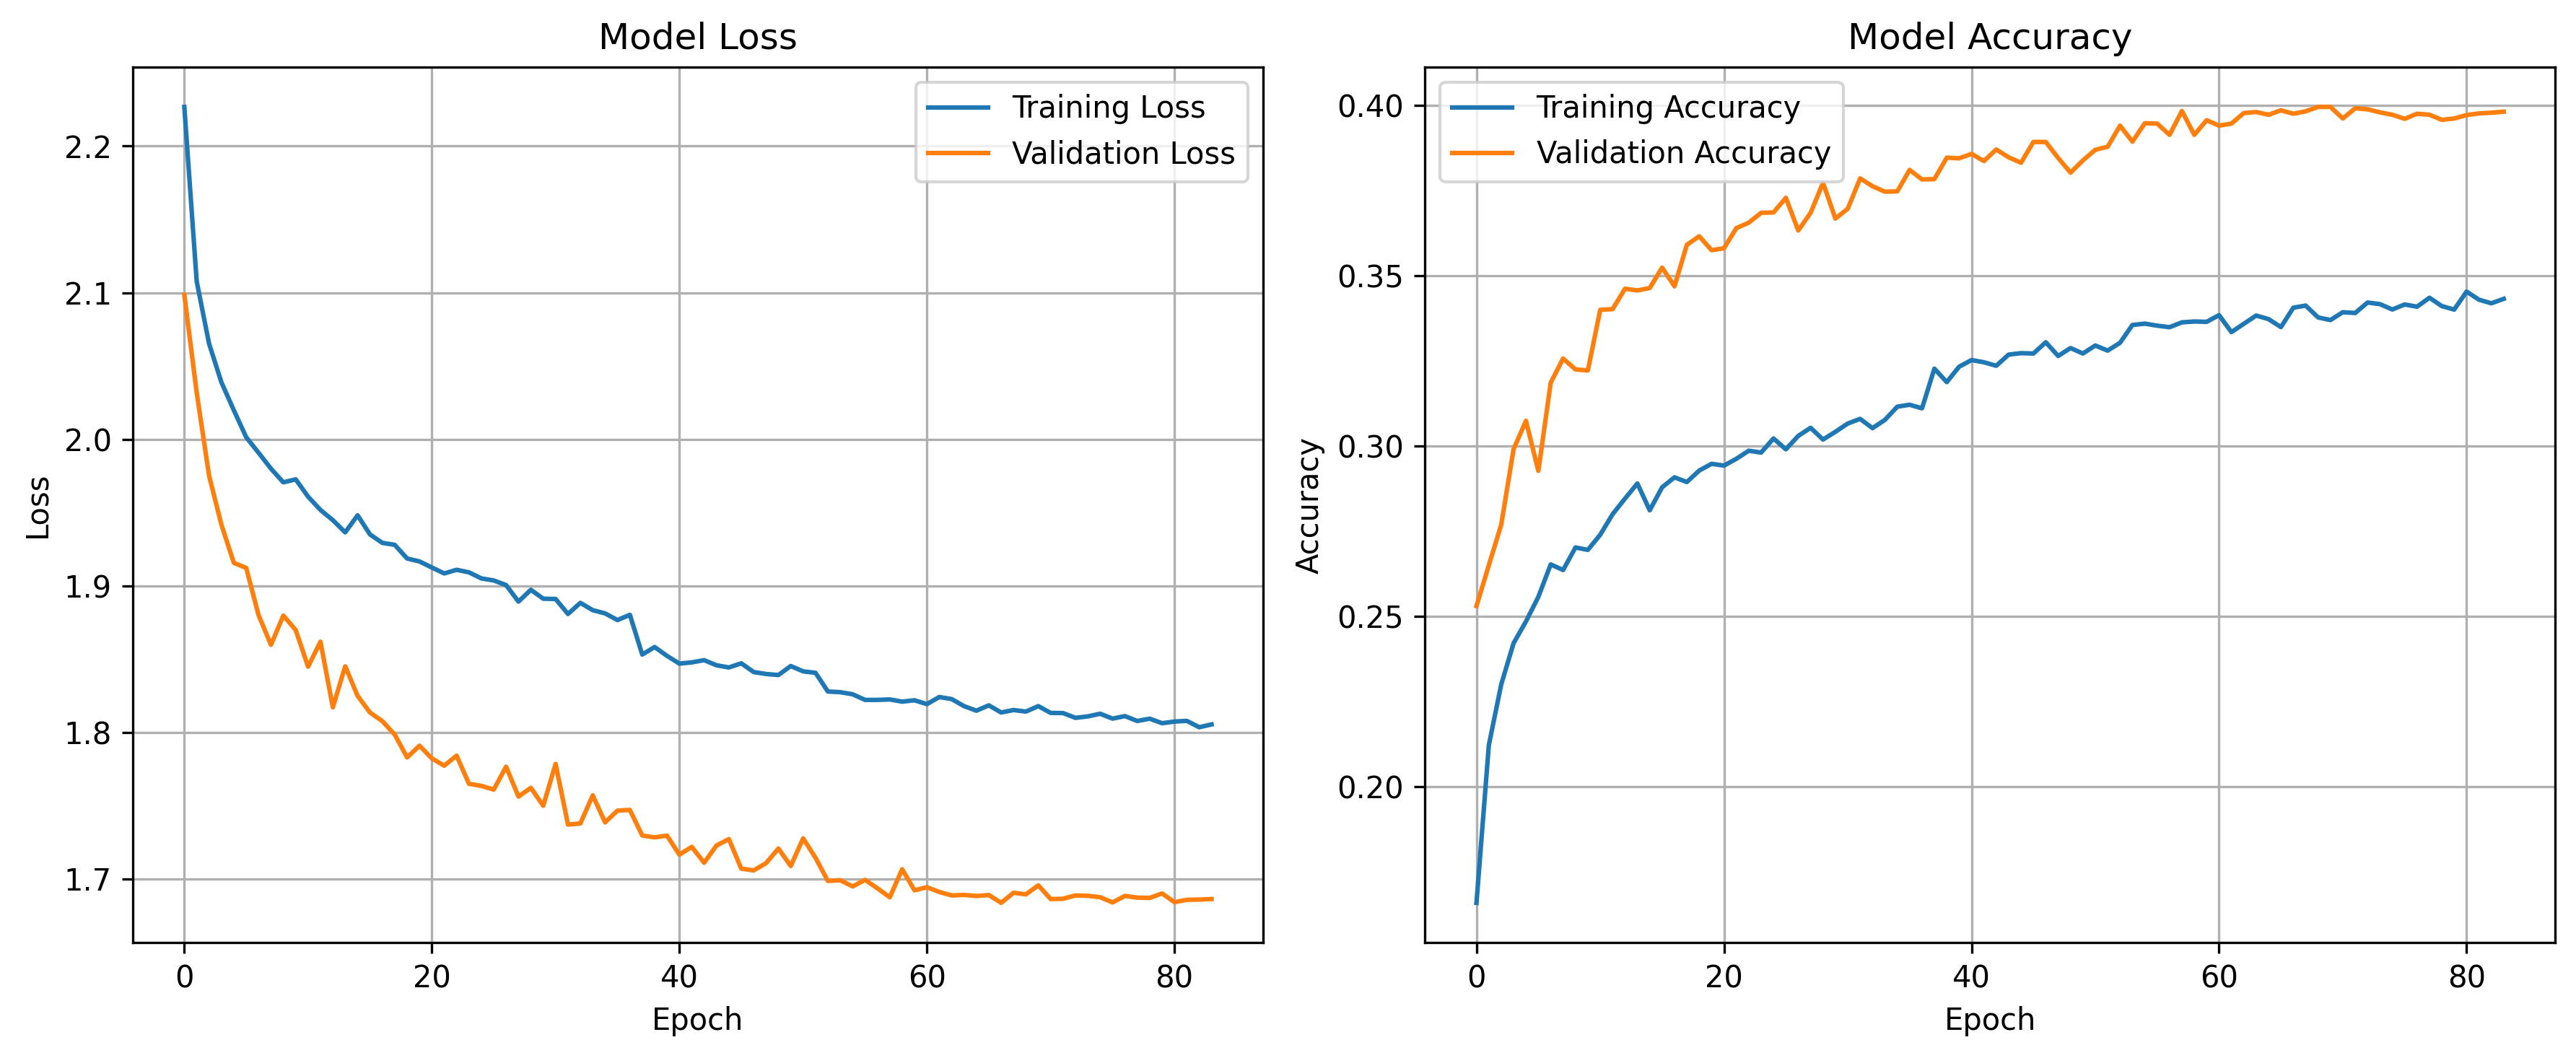 Model Loss
Training Loss
Validation Loss
2.2
2.1
2.0
1.9
1.8
1.7
Loss
0
20
40
60
80
Epoch
Model Accuracy
Training Accuracy
Validation Accuracy
0.40
0.35
0.30
0.25
0.20
Accuracy
0
20
40
60
80
Epoch